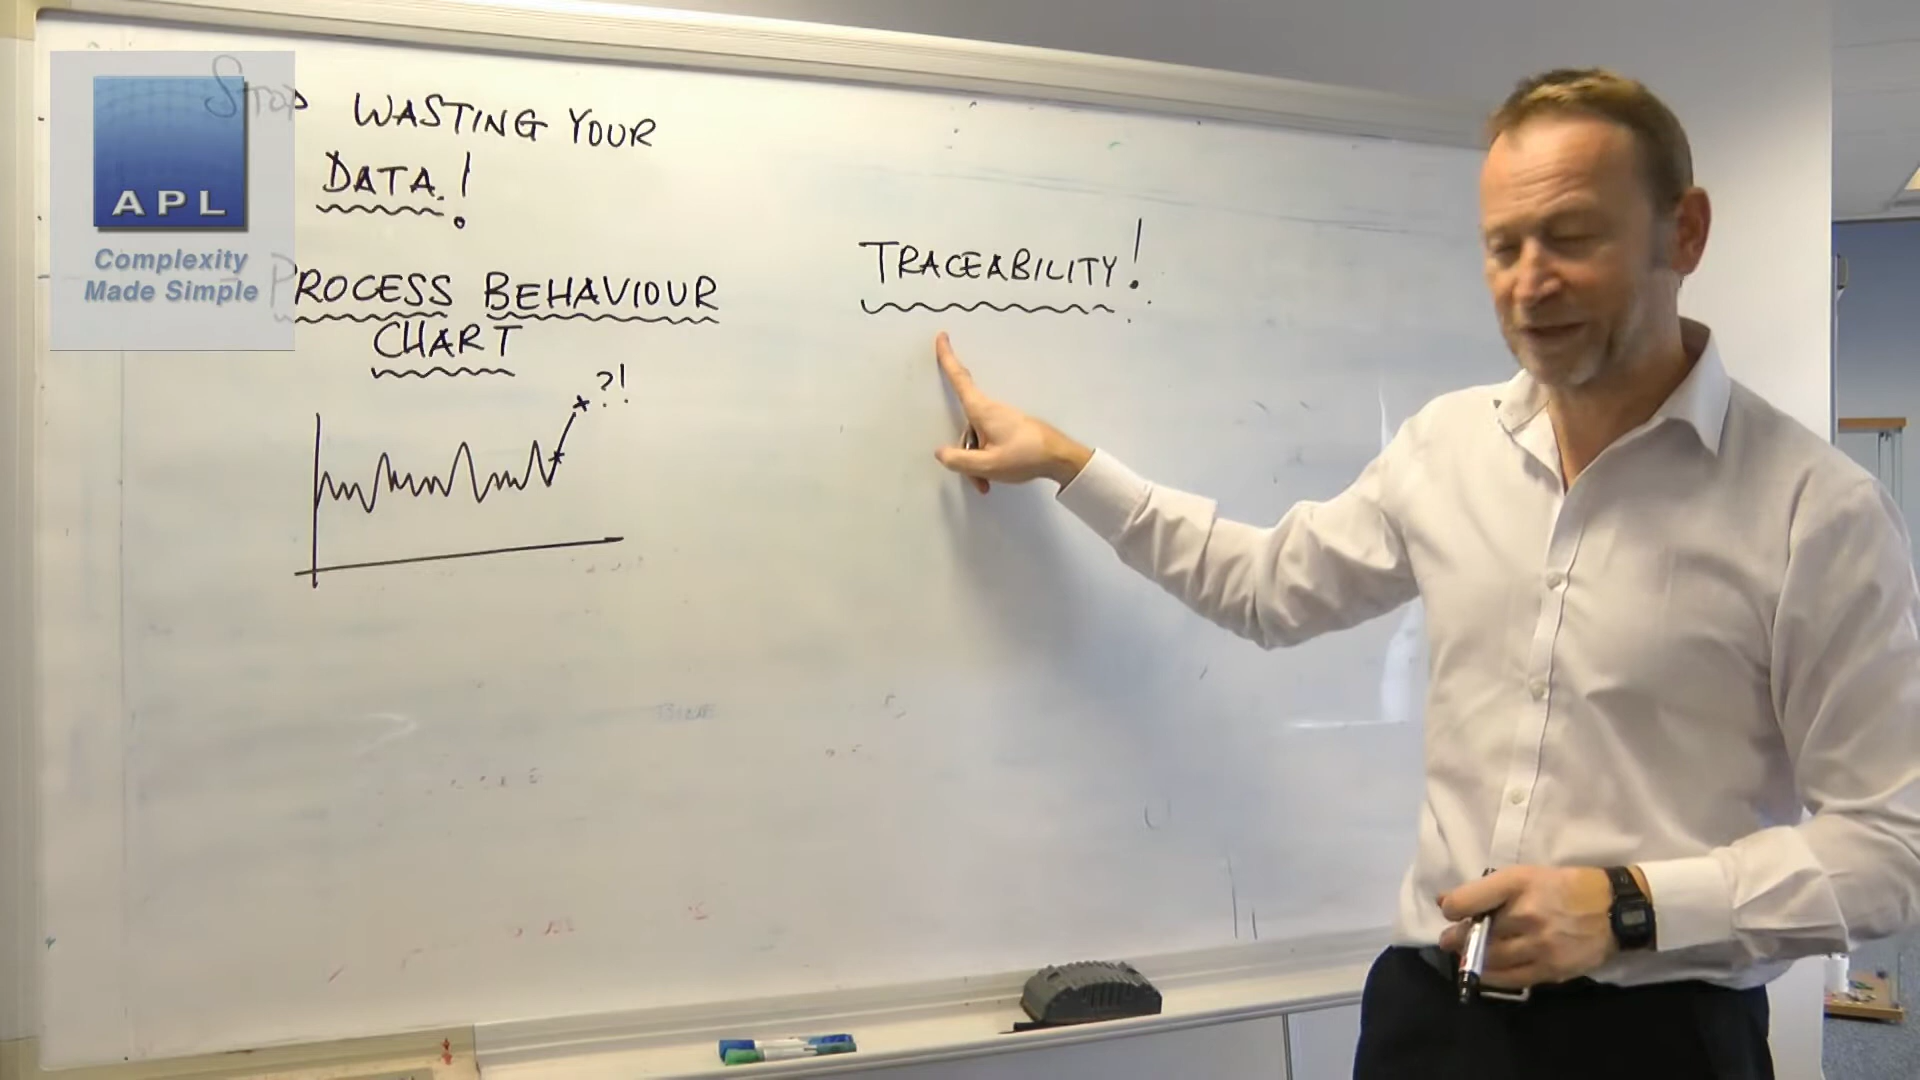 STOP WASTING YOUR
DATA!
PROCESS BEHAVIOUR
CHART
?!
TRACEABILITY!
APL
Complexity
Made Simple